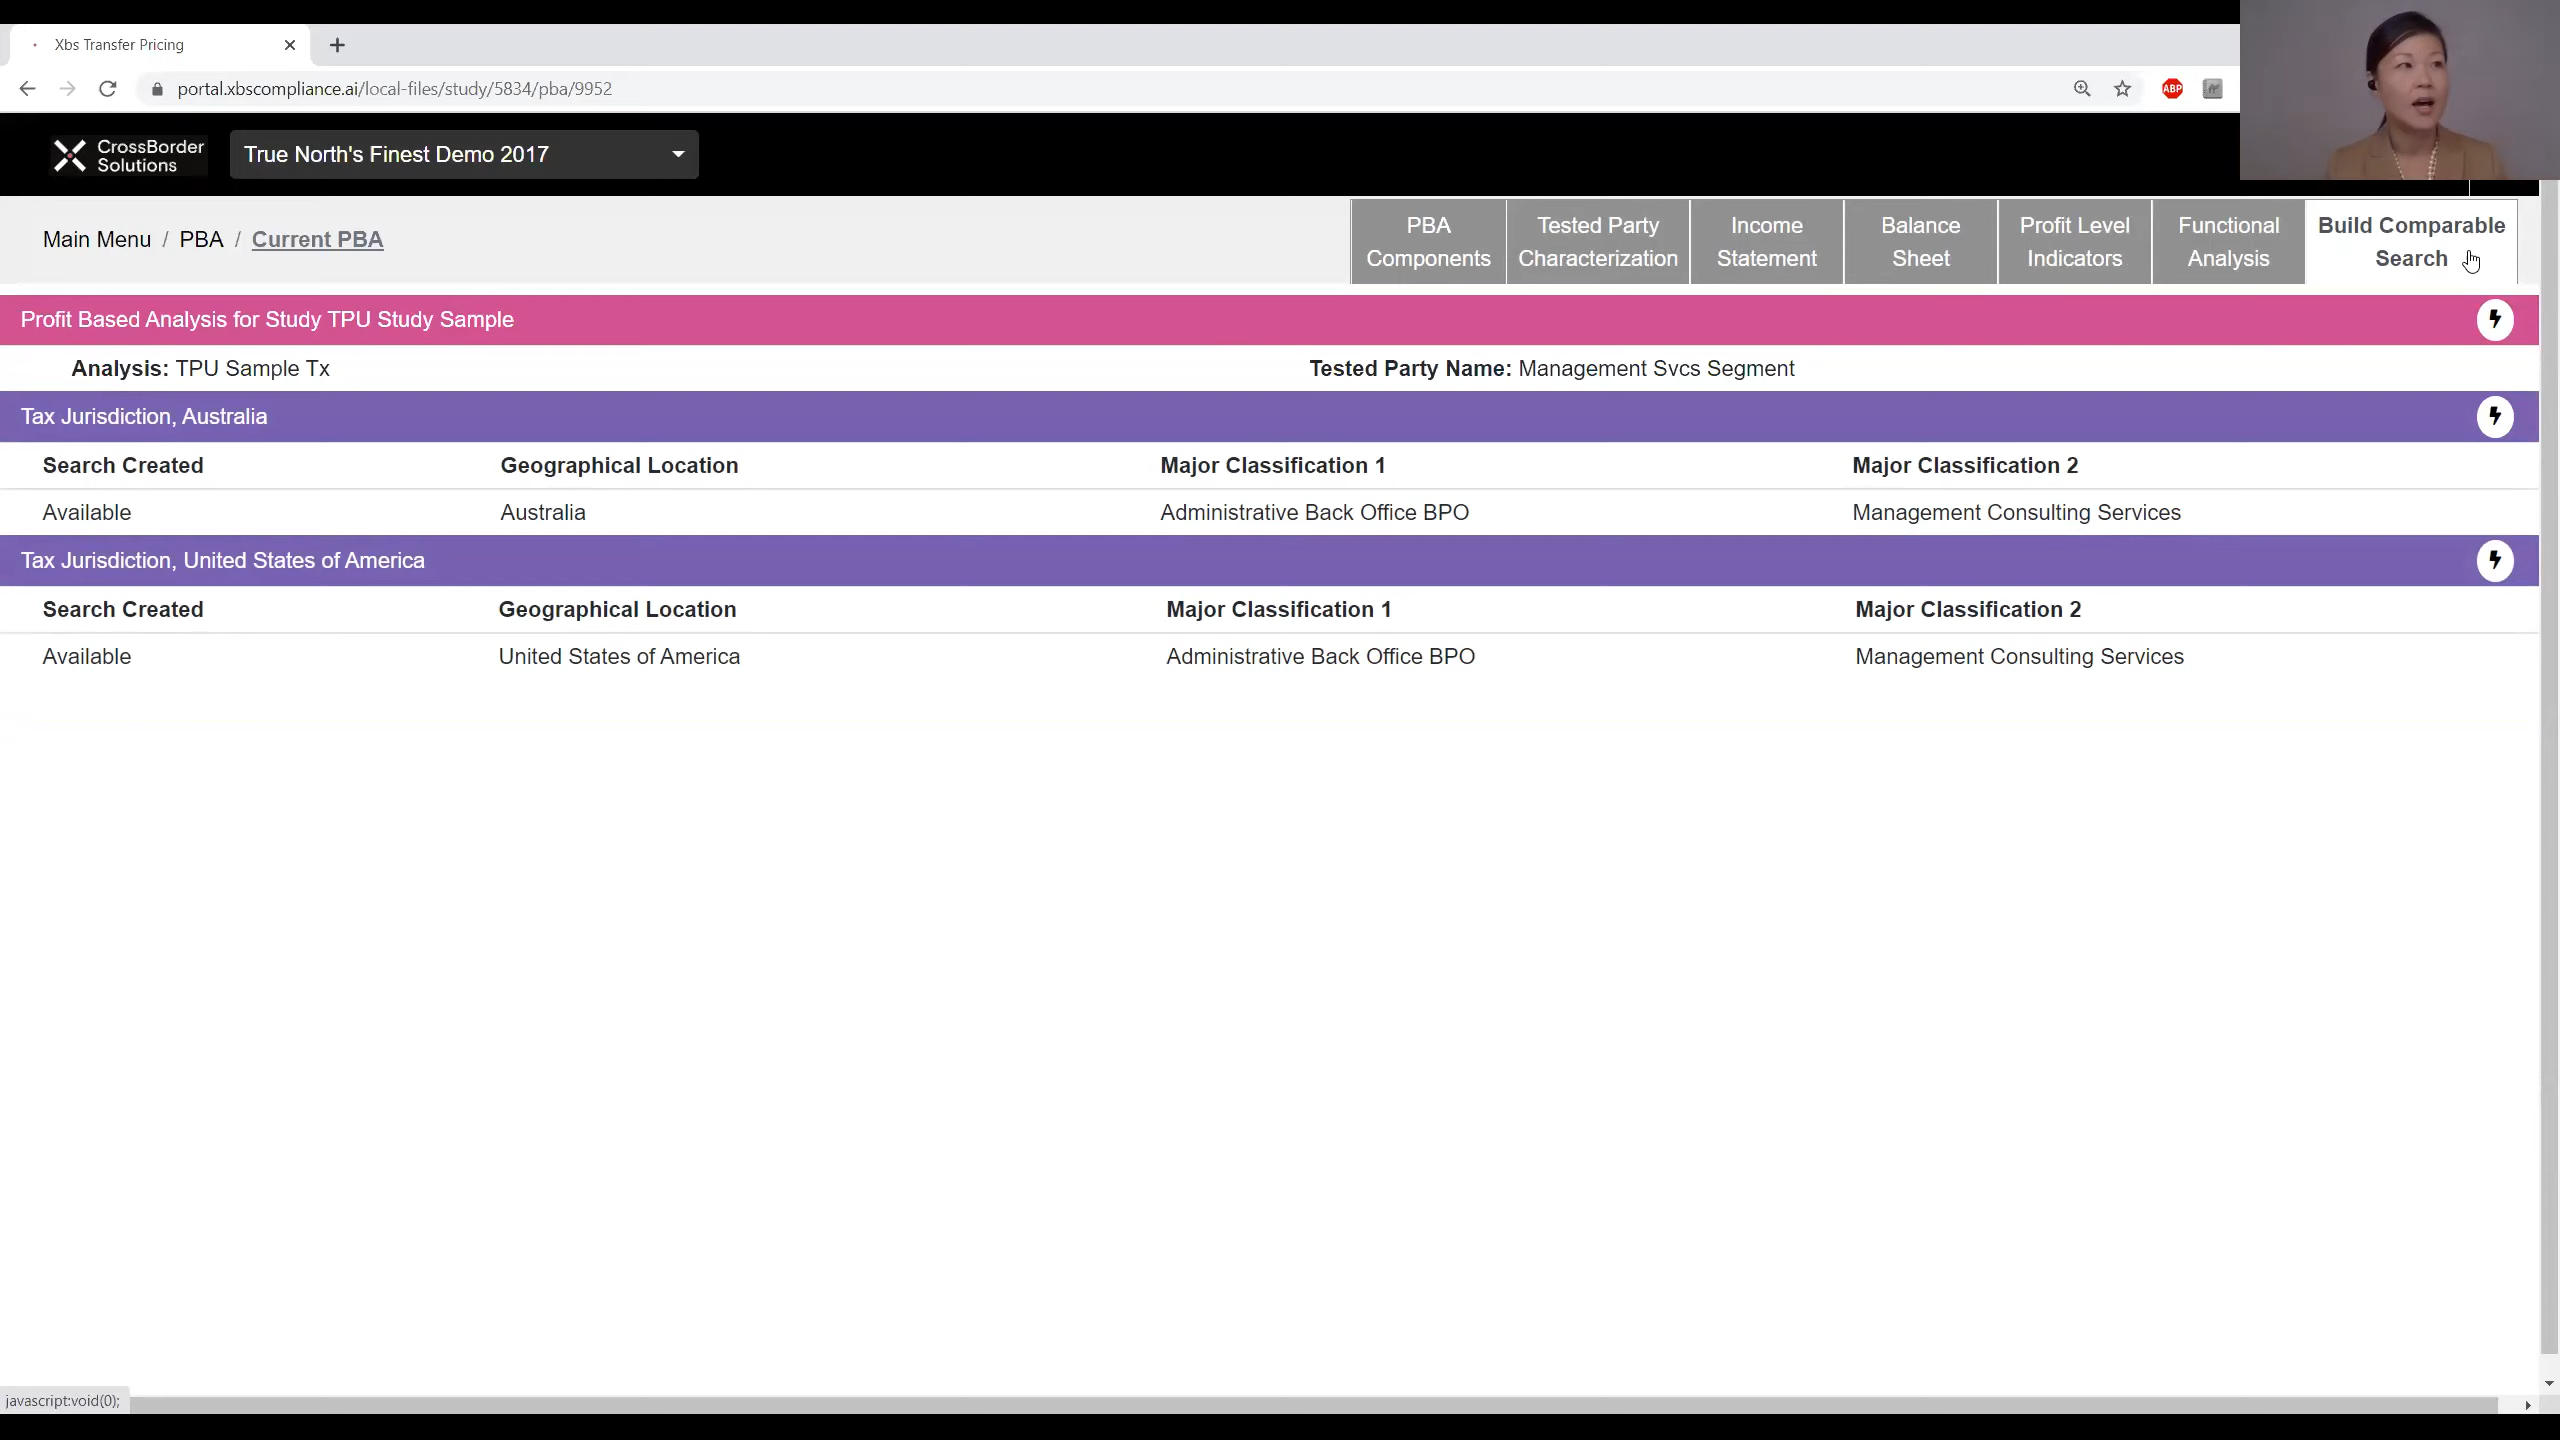 Xbs Transfer Pricing
portal.xbscompliance.ai/local-files/study/5834/pba/9952
ABP
CrossBorder
Solutions
True North's Finest Demo 2017
Main Menu / PBA / Current PBA
PBA
Components
Tested Party
Characterization
Income
Statement
Balance
Sheet
Profit Level
Indicators
Functional
Analysis
Build Comparable
Search
Profit Based Analysis for Study TPU Study Sample
Analysis: TPU Sample Tx
Tested Party Name: Management Svcs Segment
Tax Jurisdiction, Australia
Search Created Geographical Location Major Classification 1 Major Classification 2
Available Australia Administrative Back Office BPO Management Consulting Services
Tax Jurisdiction, United States of America
Search Created Geographical Location Major Classification 1 Major Classification 2
Available United States of America Administrative Back Office BPO Management Consulting Services
javascript:void(0);